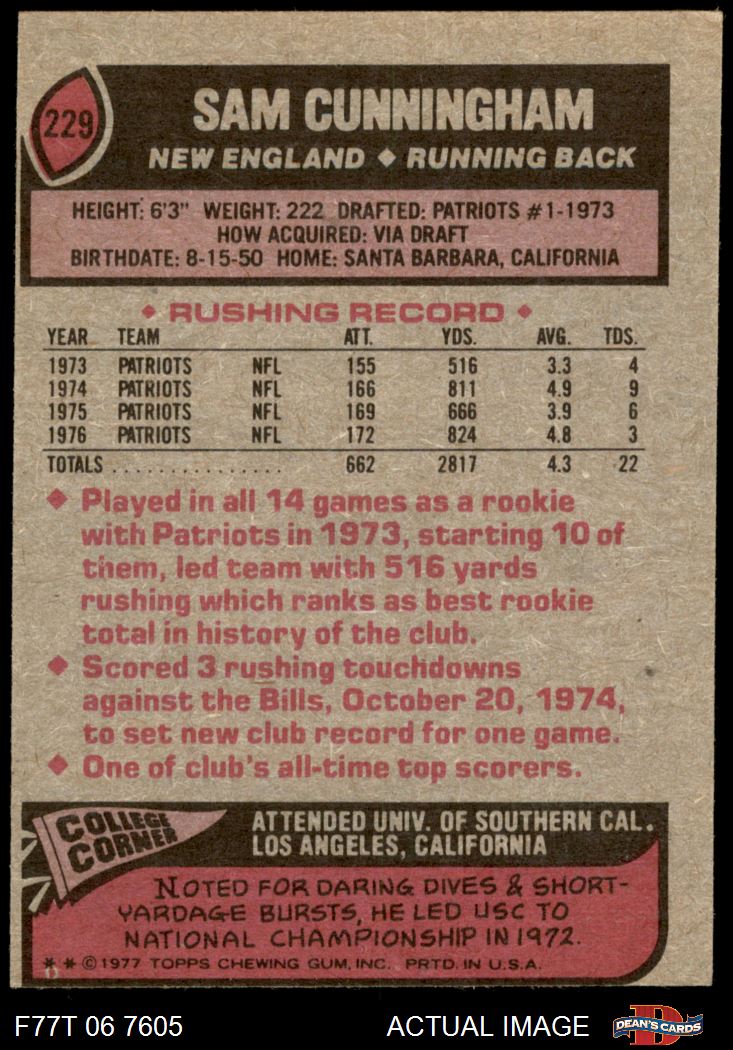 229
SAM CUNNINGHAM
NEW ENGLAND ◆ RUNNING BACK
HEIGHT: 6'3" WEIGHT: 222 DRAFTED: PATRIOTS #1-1973
HOW ACQUIRED: VIA DRAFT
BIRTHDATE: 8-15-50 HOME: SANTA BARBARA, CALIFORNIA
◆ RUSHING RECORD ◆
YEAR TEAM ATT. YDS. AVG. TDS.
1973 PATRIOTS NFL 155 516 3.3 4
1974 PATRIOTS NFL 166 811 4.9 9
1975 PATRIOTS NFL 169 666 3.9 6
1976 PATRIOTS NFL 172 824 4.8 3
TOTALS . . . . . . . . . . . . . . . . 662 2817 4.3 22
◆ Played in all 14 games as a rookie
with Patriots in 1973, starting 10 of
them, led team with 516 yards
rushing which ranks as best rookie
total in history of the club.
◆ Scored 3 rushing touchdowns
against the Bills, October 20, 1974,
to set new club record for one game.
◆ One of club's all-time top scorers.
COLLEGE
CORNER
ATTENDED UNIV. OF SOUTHERN CAL.
LOS ANGELES, CALIFORNIA
NOTED FOR DARING DIVES & SHORT-
YARDAGE BURSTS, HE LED USC TO
NATIONAL CHAMPIONSHIP IN 1972.
* * © 1977 TOPPS CHEWING GUM, INC. PRTD. IN U.S.A.
D
F77T 06 7605 ACTUAL IMAGE
D
DEAN'S CARDS